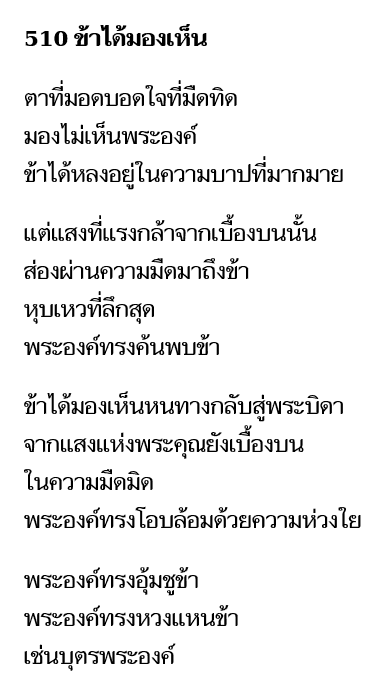 510 ข้าได้มองเห็น
ตาที่มอดบอดใจที่มืดทิด
มองไม่เห็นพระองค์
ข้าได้หลงอยู่ในความบาปที่มากมาย
แต่แสงที่แรงกล้าจากเบื้องบนนั้น
ส่องผ่านความมืดมาถึงข้า
หุบเหวที่ลึกสุด
พระองค์ทรงค้นพบข้า
ข้าได้มองเห็นหนทางกลับสู่พระบิดา
จากแสงแห่งพระคุณยังเบื้องบน
ในความมืดมิด
พระองค์ทรงโอบล้อมด้วยความห่วงใย
พระองค์ทรงอุ้มชูข้า
พระองค์ทรงหวงแหนข้า
เช่นบุตรพระองค์